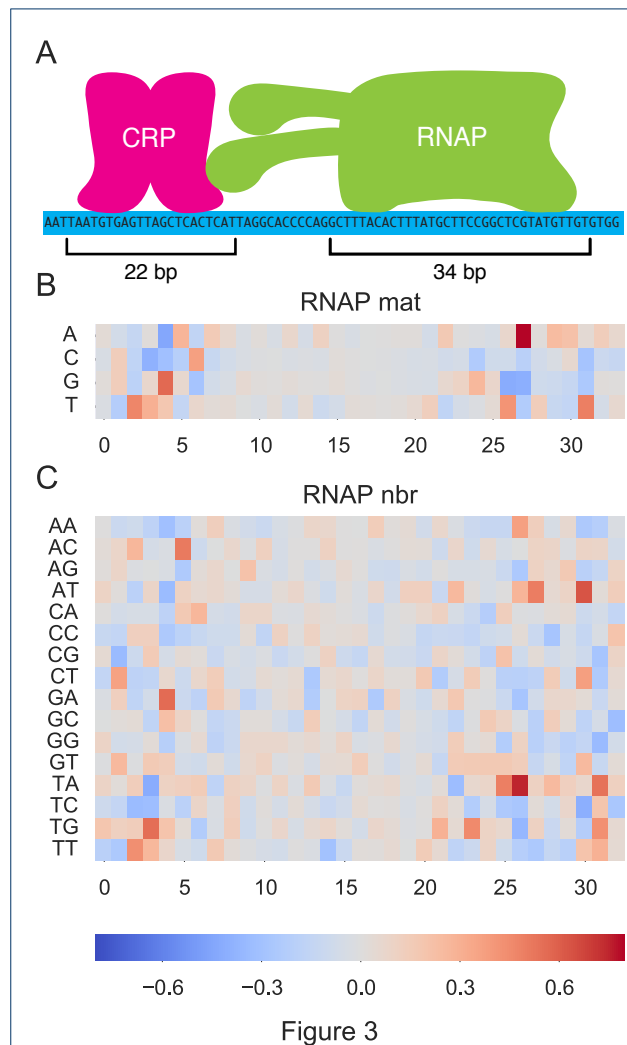 A
CRP
RNAP
AATTAATGTGAGTTAGCTCACTCATTAGGCACCCCAGGCTTTACACTTTATGCTTCCGGCTCGTATGTTGTGTGG
22 bp
34 bp
B
RNAP mat
A
C
G
T
0 5 10 15 20 25 30
C
RNAP nbr
AA
AC
AG
AT
CA
CC
CG
CT
GA
GC
GG
GT
TA
TC
TG
TT
0 5 10 15 20 25 30
−0.6 −0.3 0.0 0.3 0.6
Figure 3